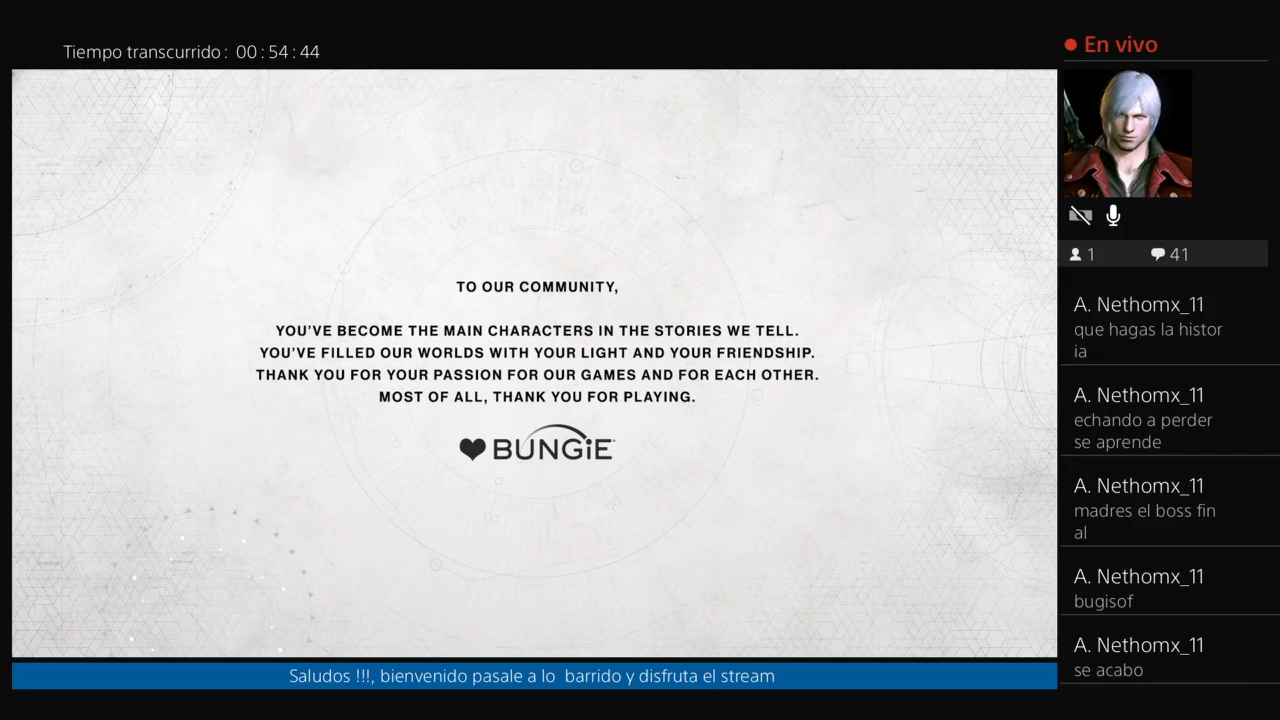 Tiempo transcurrido: 00:54:44
TO OUR COMMUNITY,
YOU'VE BECOME THE MAIN CHARACTERS IN THE STORIES WE TELL.
YOU'VE FILLED OUR WORLDS WITH YOUR LIGHT AND YOUR FRIENDSHIP.
THANK YOU FOR YOUR PASSION FOR OUR GAMES AND FOR EACH OTHER.
MOST OF ALL, THANK YOU FOR PLAYING.
BUNGiE
Saludos !!!, bienvenido pasale a lo  barrido y disfruta el stream
En vivo
1 41
A. Nethomx_11
que hagas la histor
ia
A. Nethomx_11
echando a perder
se aprende
A. Nethomx_11
madres el boss fin
al
A. Nethomx_11
bugisof
A. Nethomx_11
se acabo